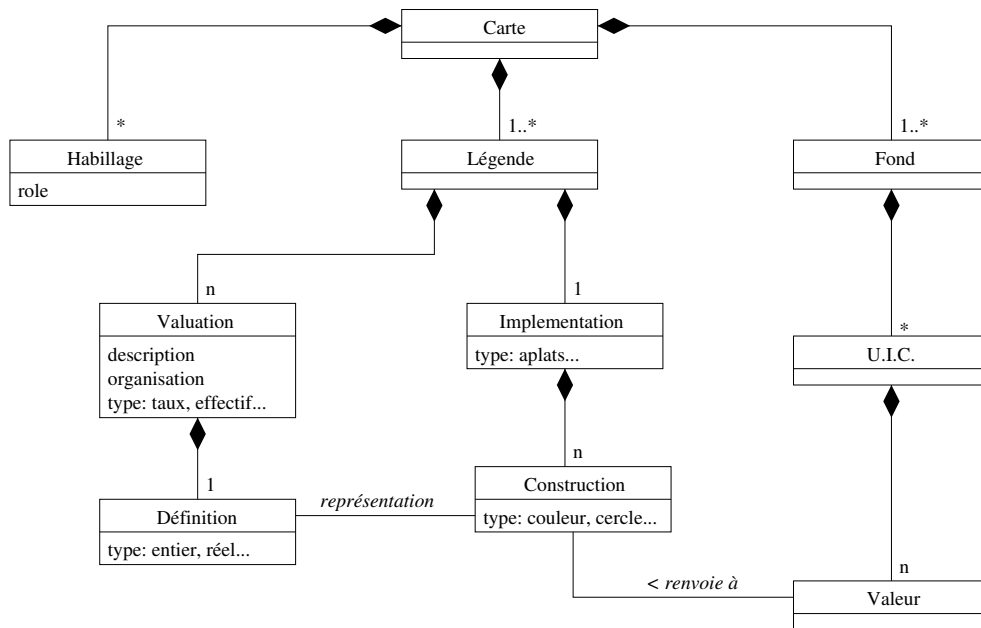 Carte
*
1..*
1..*
Habillage
role
Légende
Fond
n
1
*
Valuation
description
organisation
type: taux, effectif...
Implementation
type: aplats...
U.I.C.
1
n
représentation
Définition
type: entier, réel...
Construction
type: couleur, cercle...
< renvoie à
n
Valeur